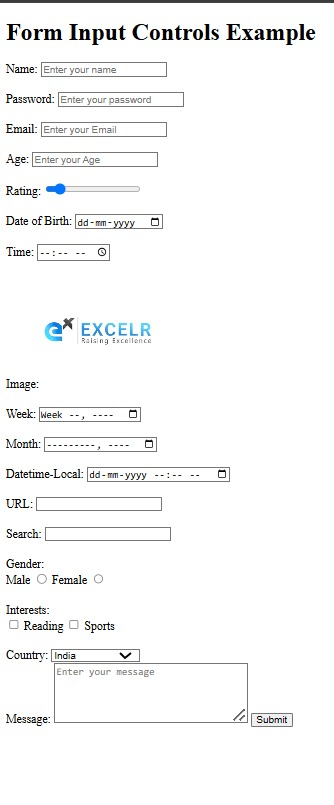 Form Input Controls Example
Name: Enter your name
Password: Enter your password
Email: Enter your Email
Age: Enter your Age
Rating:
Date of Birth: dd-mm-yyyy
Time: --:-- --
ex EXCELR
Raising Excellence
Image:
Week: Week --, ----
Month: ---------, ----
Datetime-Local: dd-mm-yyyy --:-- --
URL:
Search:
Gender:
Male Female
Interests:
Reading Sports
Country: India
Enter your message
Message: Submit